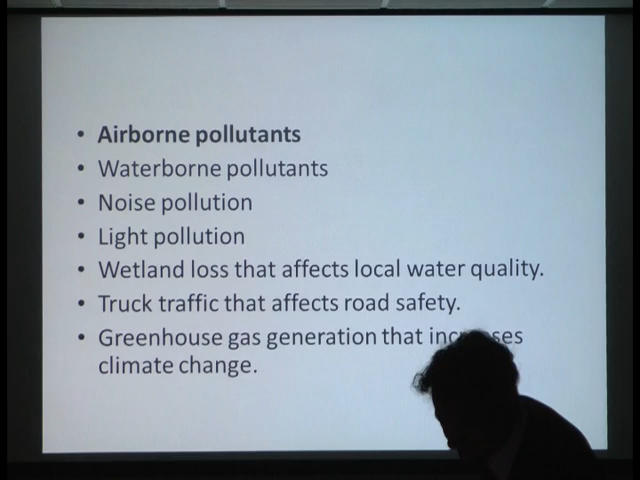 • Airborne pollutants
• Waterborne pollutants
• Noise pollution
• Light pollution
• Wetland loss that affects local water quality.
• Truck traffic that affects road safety.
• Greenhouse gas generation that increases
climate change.